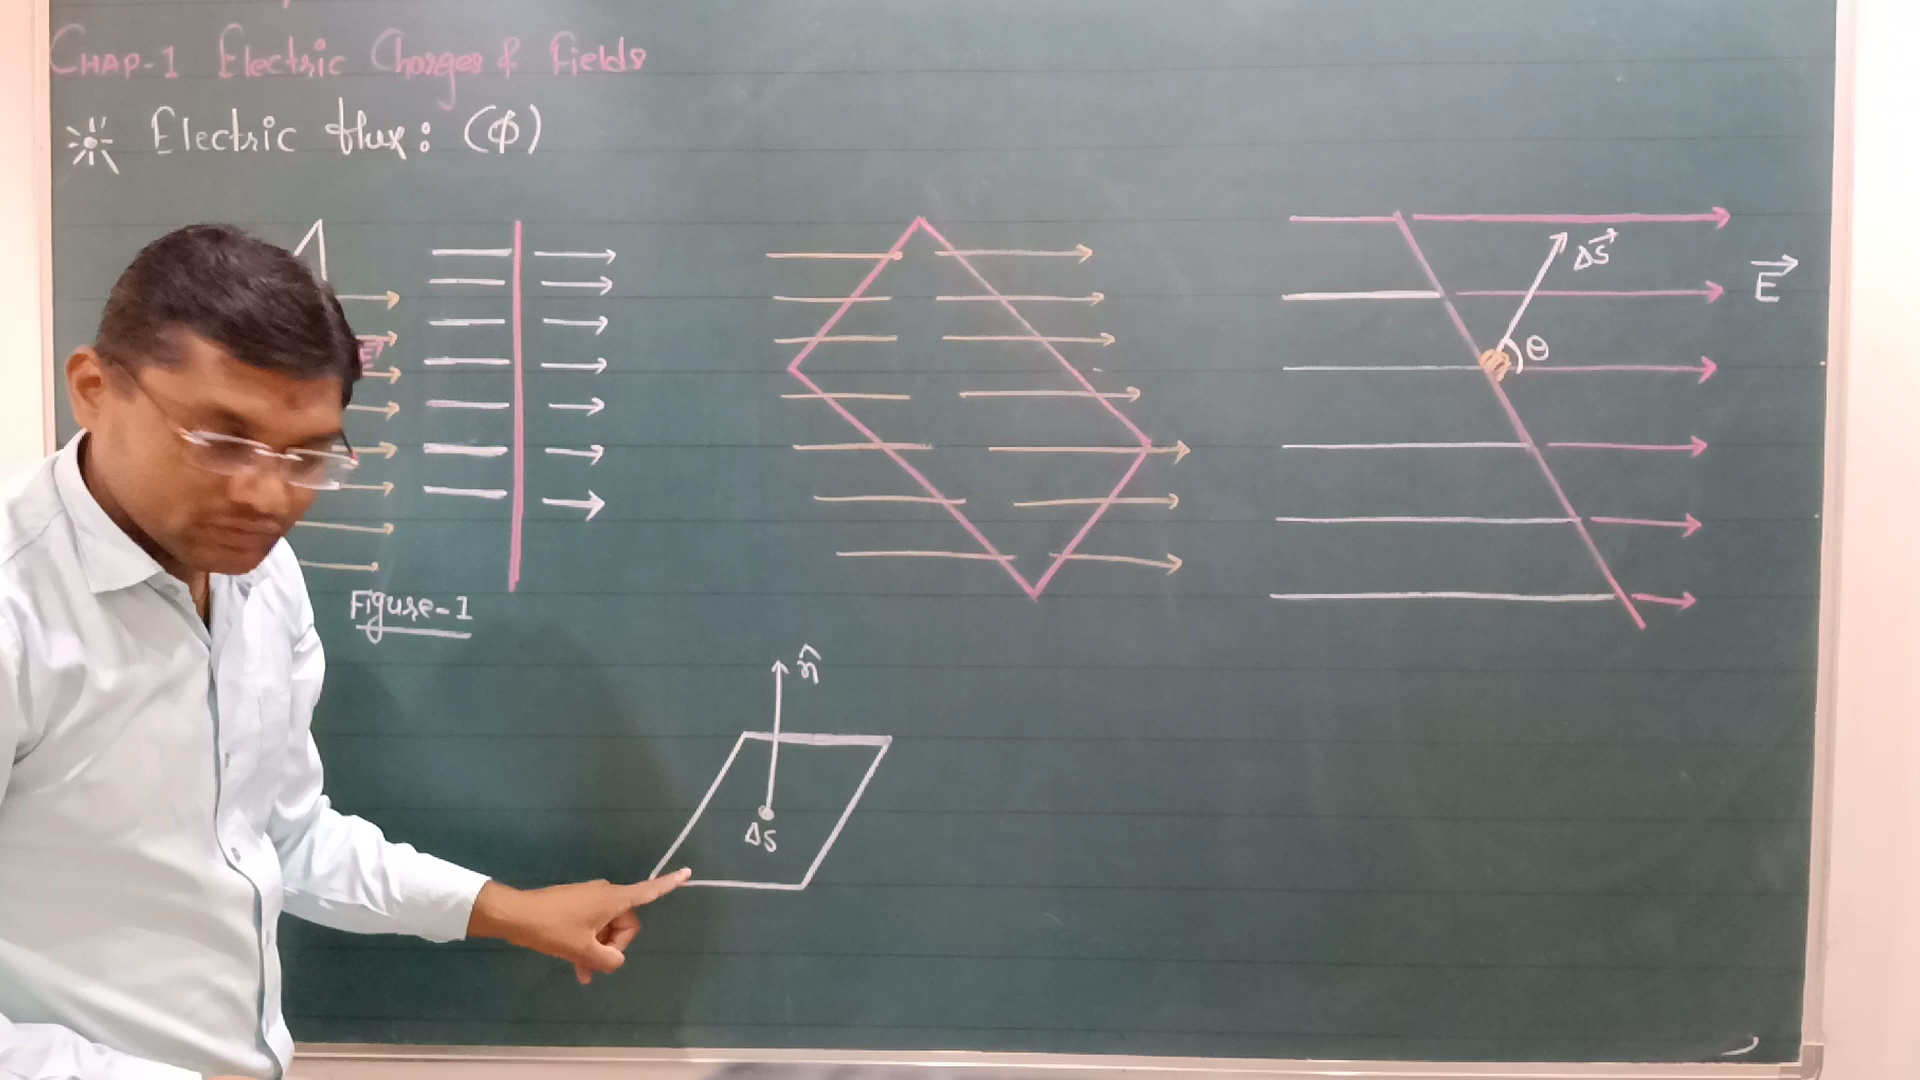 CHAP-1 Electric Charges & Fields
Electric flux: (Φ)
E⃗
Figure-1
ΔS⃗
E⃗
θ
n̂
ΔS